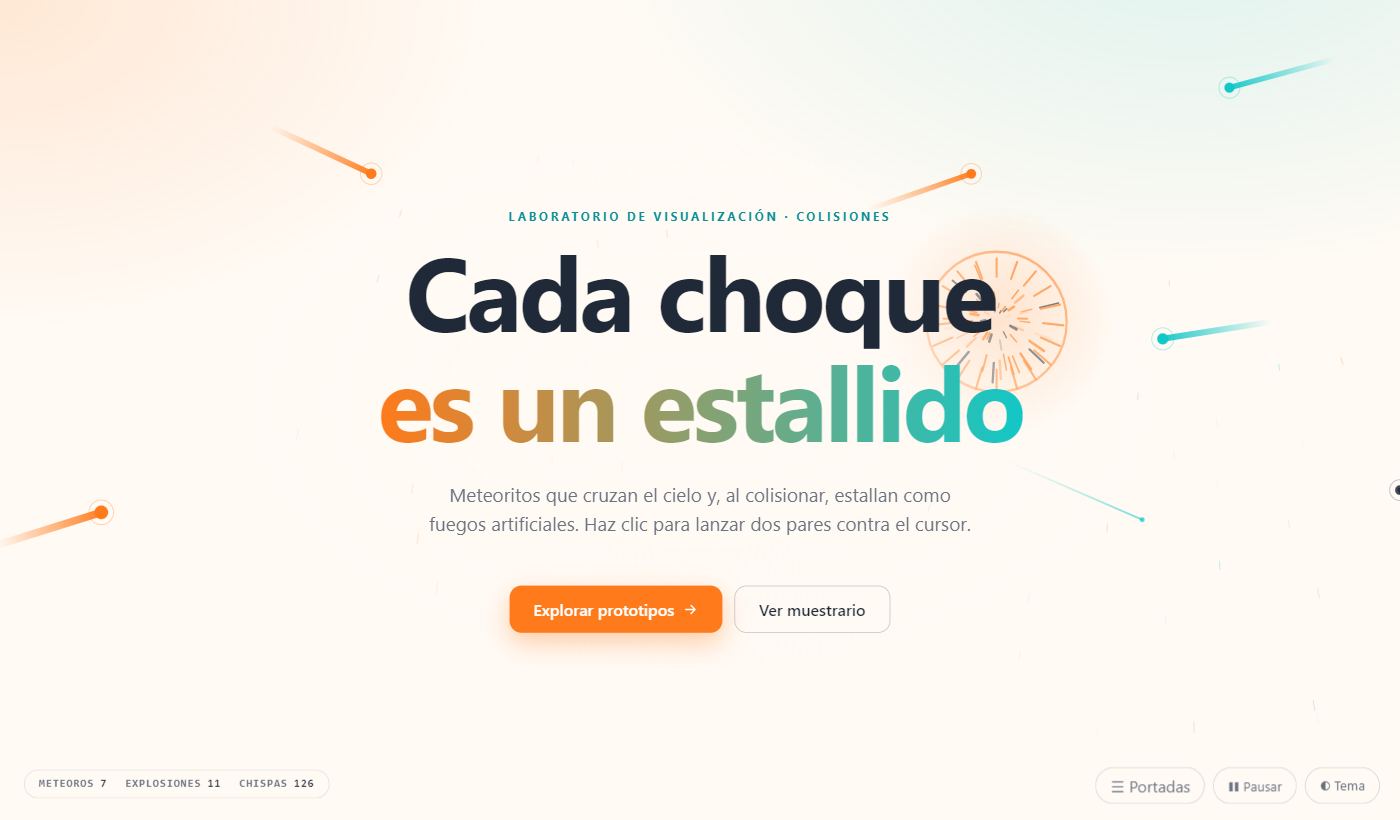 LABORATORIO DE VISUALIZACIÓN · COLISIONES
Cada choque
es un estallido
Meteoritos que cruzan el cielo y, al colisionar, estallan como
fuegos artificiales. Haz clic para lanzar dos pares contra el cursor.
Explorar prototipos →
Ver muestrario
METEOROS 7 EXPLOSIONES 11 CHISPAS 126
☰ Portadas
Pausar
Tema